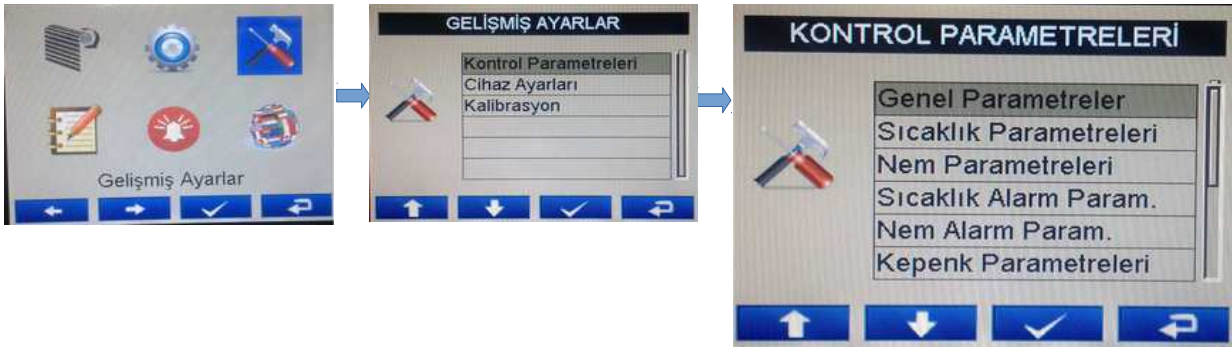 Gelişmiş Ayarlar
GELİŞMİŞ AYARLAR
Kontrol Parametreleri
Cihaz Ayarları
Kalibrasyon
KONTROL PARAMETRELERİ
Genel Parametreler
Sıcaklık Parametreleri
Nem Parametreleri
Sıcaklık Alarm Param.
Nem Alarm Param.
Kepenk Parametreleri